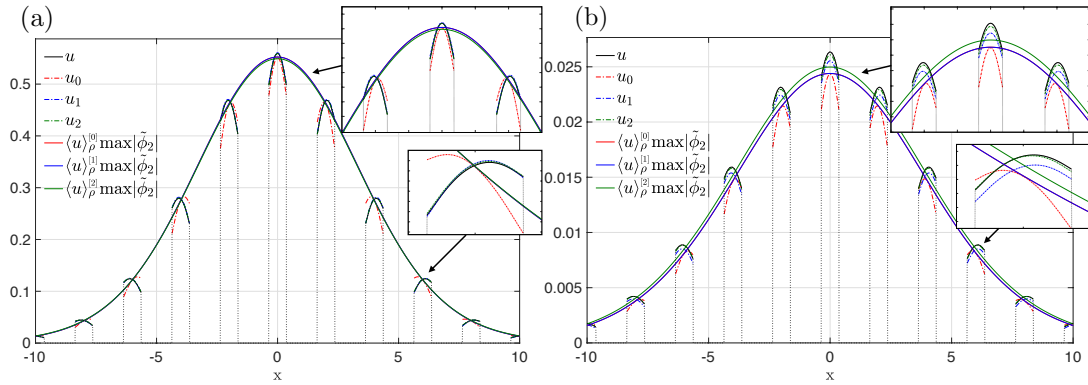 (a)
u
u₀
u₁
u₂
⟨u⟩ρ^[0] max|ϕ̃₂|
⟨u⟩ρ^[1] max|ϕ̃₂|
⟨u⟩ρ^[2] max|ϕ̃₂|
0.5
0.4
0.3
0.2
0.1
0
-10
-5
0
5
10
x
(b)
u
u₀
u₁
u₂
⟨u⟩ρ^[0] max|ϕ̃₂|
⟨u⟩ρ^[1] max|ϕ̃₂|
⟨u⟩ρ^[2] max|ϕ̃₂|
0.025
0.02
0.015
0.01
0.005
0
-10
-5
0
5
10
x